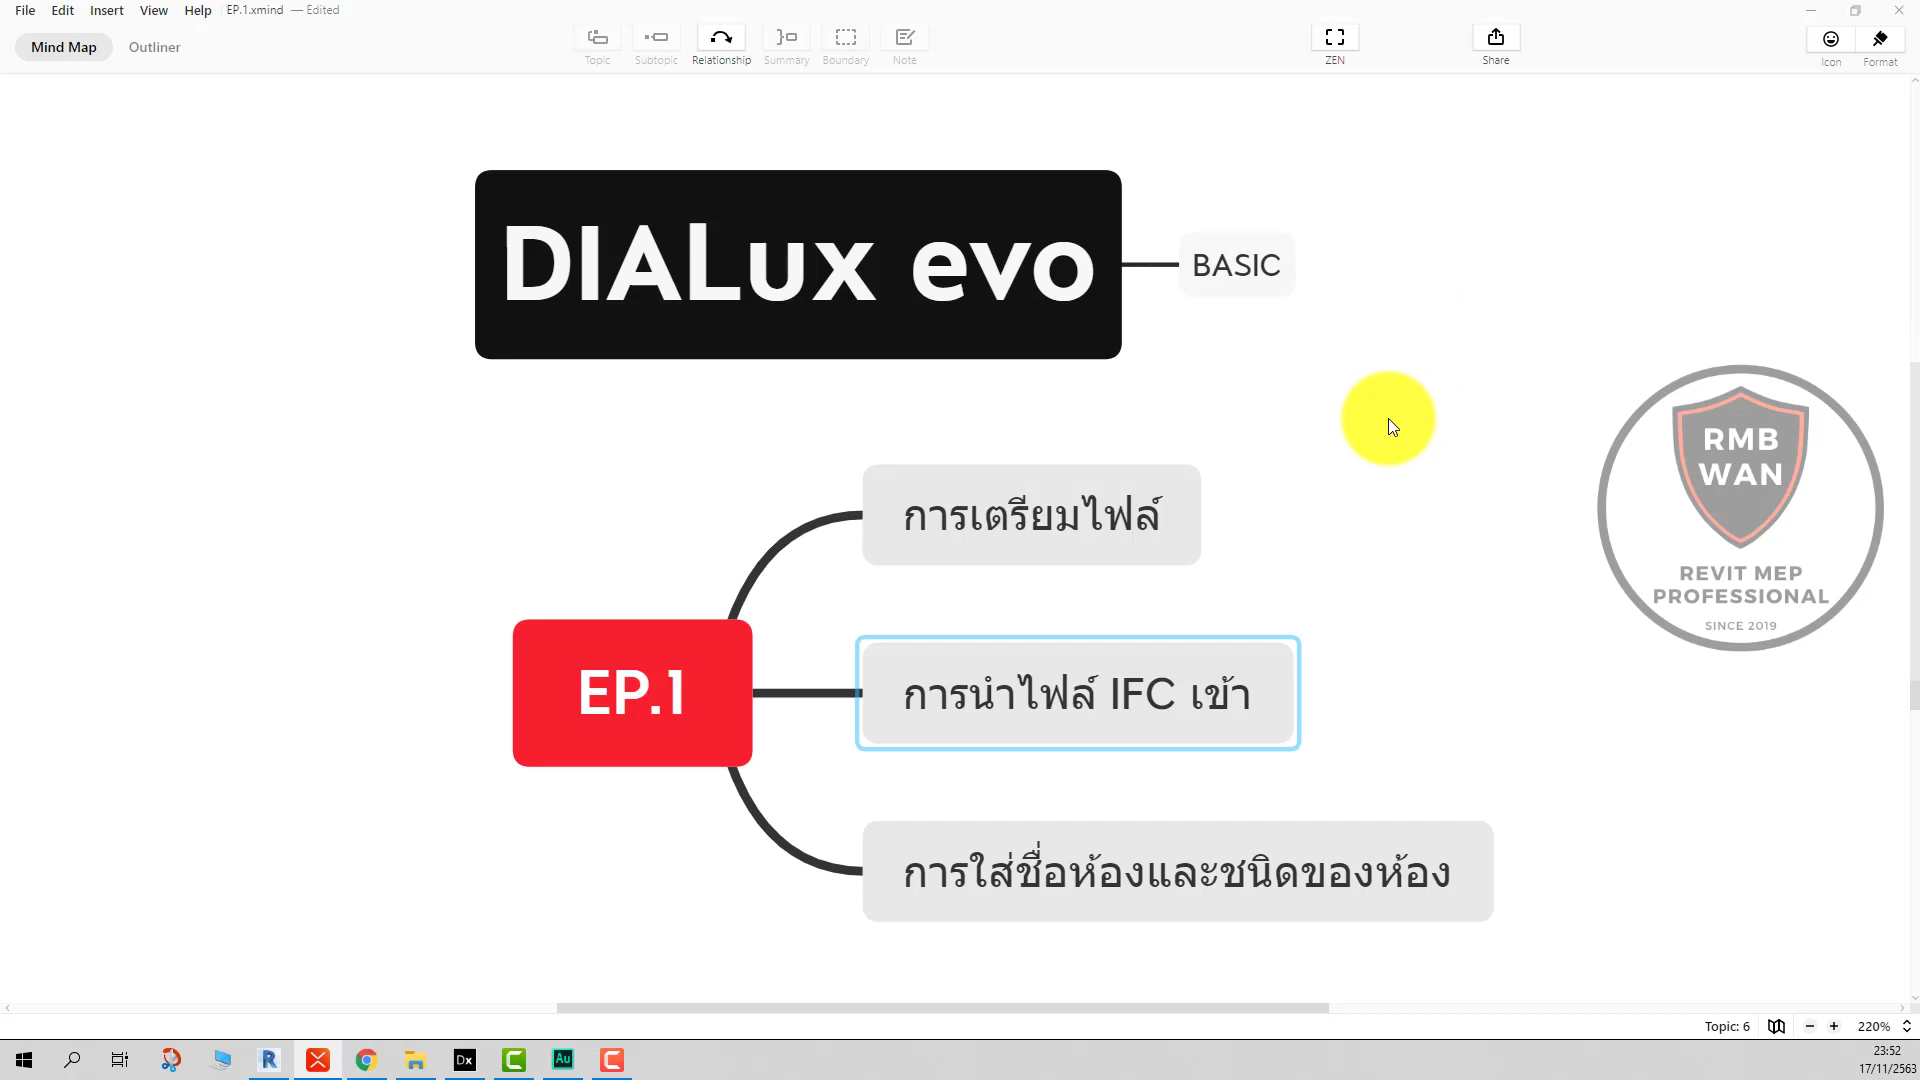 File Edit Insert View Help EP.1.xmind — Edited
Mind Map Outliner
Topic Subtopic Relationship Summary Boundary Note ZEN Share Icon Format
DIALux evo
BASIC
การเตรียมไฟล์
EP.1
การนำไฟล์ IFC เข้า
การใส่ชื่อห้องและชนิดของห้อง
RMB
WAN
REVIT MEP
PROFESSIONAL
SINCE 2019
Topic: 6 220%
R Dx C Au C
23:52
17/11/2563